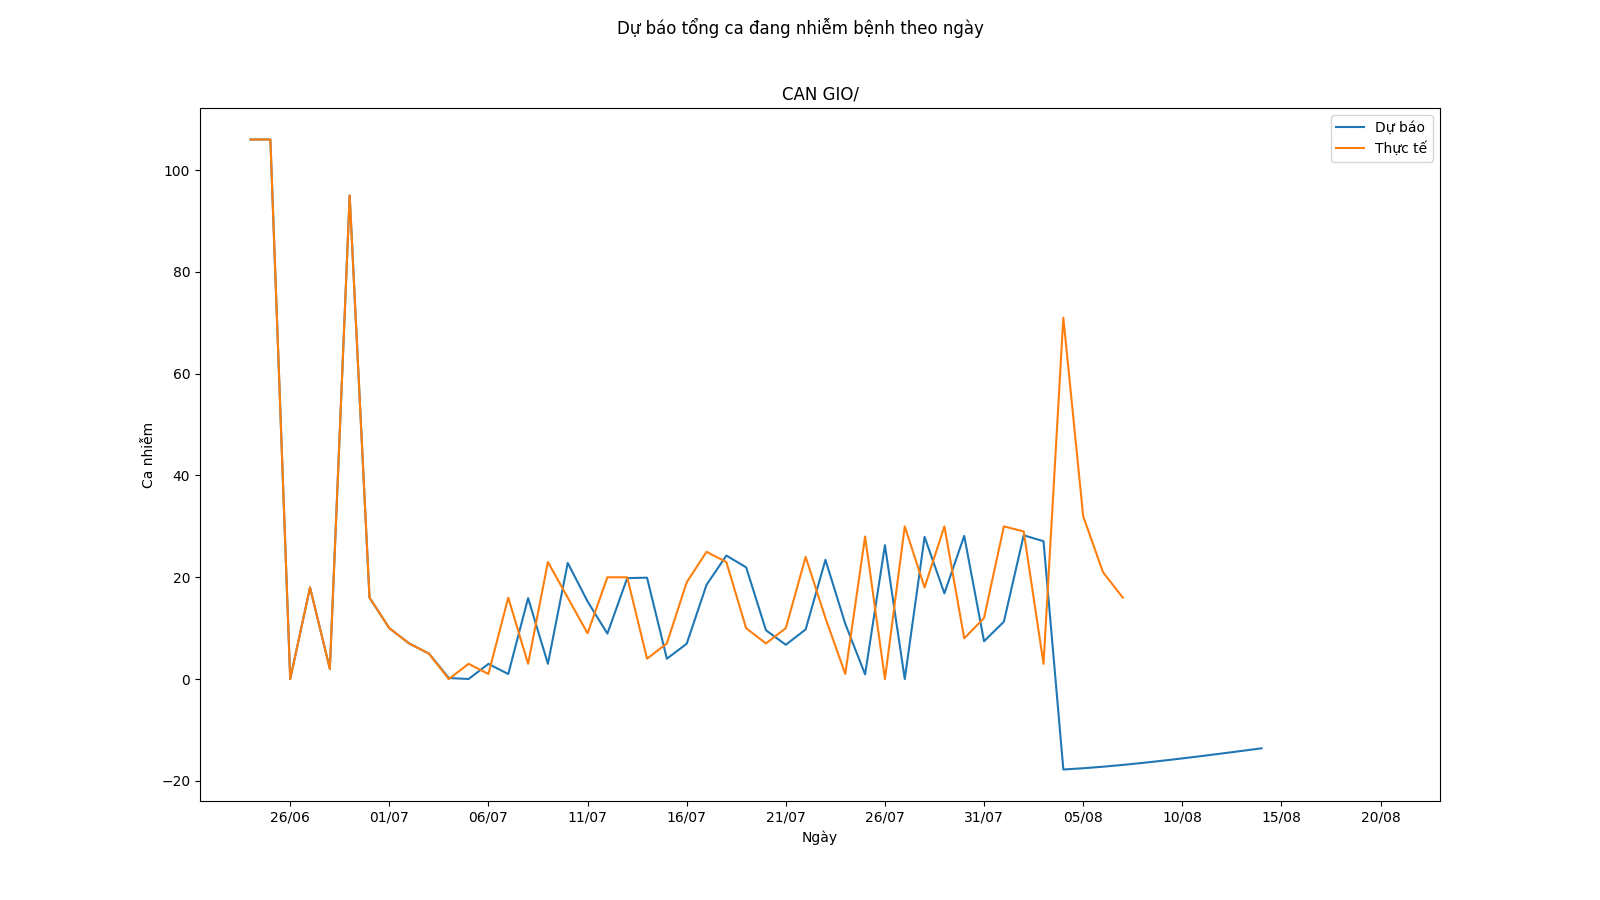 Dự báo tổng ca đang nhiễm bệnh theo ngày
CAN GIO/
Dự báo
Thực tế
100
80
60
40
20
0
−20
Ca nhiễm
26/06 01/07 06/07 11/07 16/07 21/07 26/07 31/07 05/08 10/08 15/08 20/08
Ngày